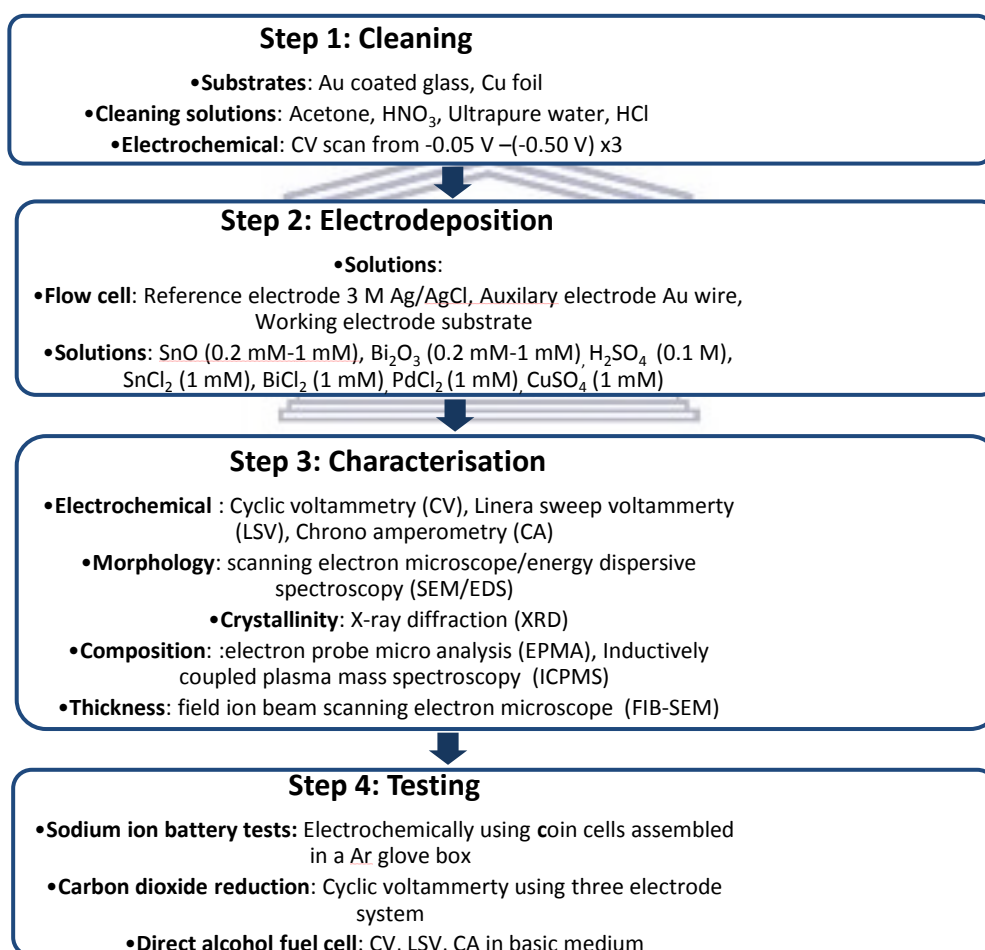 Step 1: Cleaning
•Substrates: Au coated glass, Cu foil
•Cleaning solutions: Acetone, HNO₃, Ultrapure water, HCl
•Electrochemical: CV scan from -0.05 V –(-0.50 V) x3
Step 2: Electrodeposition
•Solutions:
•Flow cell: Reference electrode 3 M Ag/AgCl, Auxilary electrode Au wire,
Working electrode substrate
•Solutions: SnO (0.2 mM-1 mM), Bi₂O₃ (0.2 mM-1 mM), H₂SO₄ (0.1 M),
SnCl₂ (1 mM), BiCl₂ (1 mM), PdCl₂ (1 mM), CuSO₄ (1 mM)
Step 3: Characterisation
•Electrochemical : Cyclic voltammetry (CV), Linera sweep voltammerty
(LSV), Chrono amperometry (CA)
•Morphology: scanning electron microscope/energy dispersive
spectroscopy (SEM/EDS)
•Crystallinity: X-ray diffraction (XRD)
•Composition: :electron probe micro analysis (EPMA), Inductively
coupled plasma mass spectroscopy (ICPMS)
•Thickness: field ion beam scanning electron microscope (FIB-SEM)
Step 4: Testing
•Sodium ion battery tests: Electrochemically using coin cells assembled
in a Ar glove box
•Carbon dioxide reduction: Cyclic voltammerty using three electrode
system
•Direct alcohol fuel cell: CV, LSV, CA in basic medium